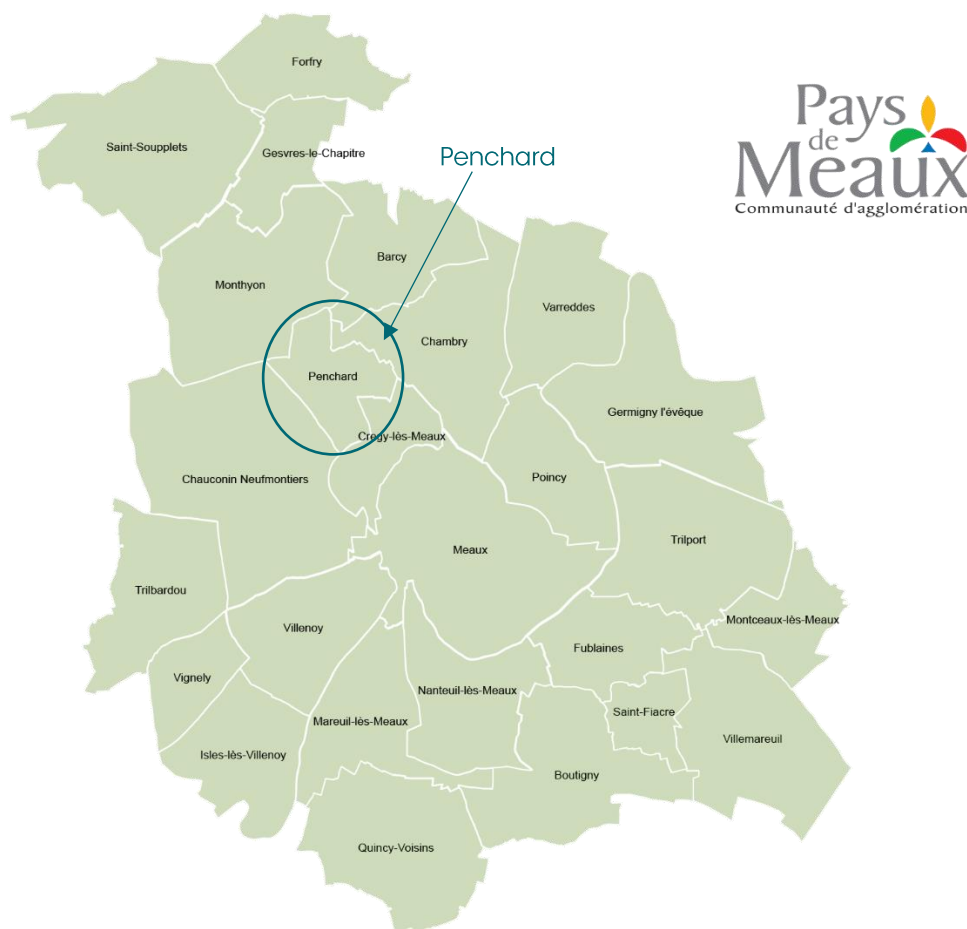 Forfry
Pays
de
Meaux
Communauté d'agglomération
Saint-Soupplets
Gesvres-le-Chapitre
Penchard
Barcy
Monthyon
Varreddes
Chambry
Penchard
Germigny l'évêque
Crégy-lès-Meaux
Chauconin Neufmontiers
Poincy
Trilport
Meaux
Trilbardou
Montceaux-lès-Meaux
Villenoy
Fublaines
Vignely
Nanteuil-lès-Meaux
Saint-Fiacre
Mareuil-lès-Meaux
Villemareuil
Isles-lès-Villenoy
Boutigny
Quincy-Voisins